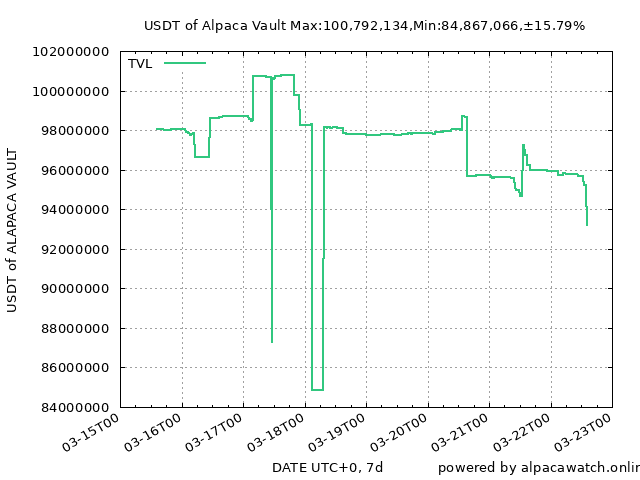 USDT of Alpaca Vault Max:100,792,134,Min:84,867,066,±15.79%
TVL
102000000
100000000
98000000
96000000
94000000
92000000
90000000
88000000
86000000
84000000
USDT of ALAPACA VAULT
03-15T00
03-16T00
03-17T00
03-18T00
03-19T00
03-20T00
03-21T00
03-22T00
03-23T00
DATE UTC+0, 7d
powered by alpacawatch.onlin